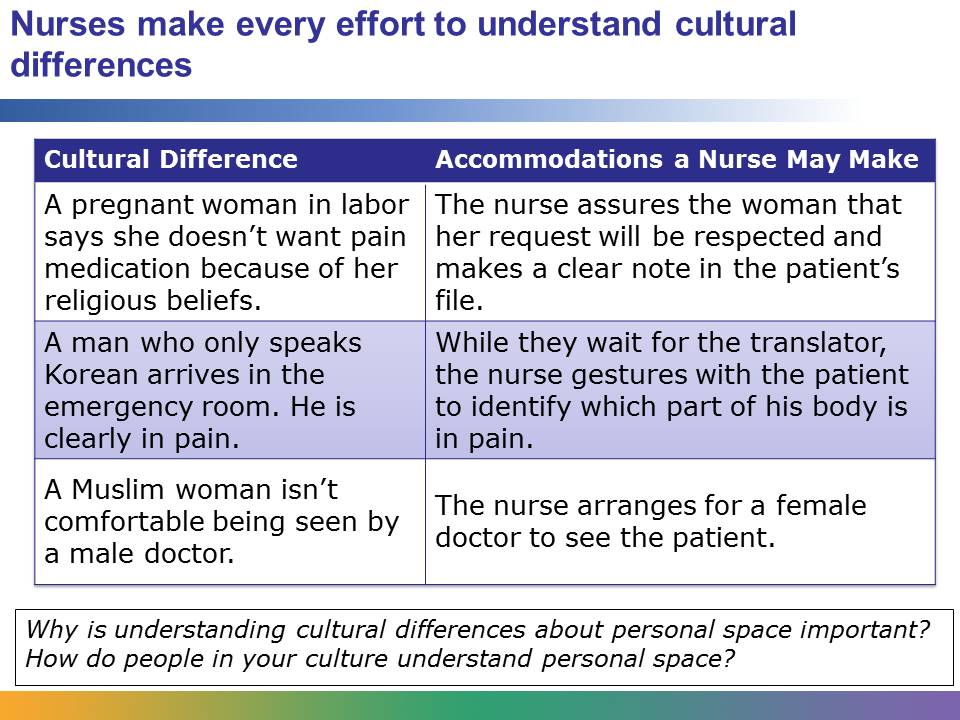 Nurses make every effort to understand cultural
differences
Cultural Difference
Accommodations a Nurse May Make
A pregnant woman in labor
says she doesn’t want pain
medication because of her
religious beliefs.
The nurse assures the woman that
her request will be respected and
makes a clear note in the patient’s
file.
A man who only speaks
Korean arrives in the
emergency room. He is
clearly in pain.
While they wait for the translator,
the nurse gestures with the patient
to identify which part of his body is
in pain.
A Muslim woman isn’t
comfortable being seen by
a male doctor.
The nurse arranges for a female
doctor to see the patient.
Why is understanding cultural differences about personal space important?
How do people in your culture understand personal space?